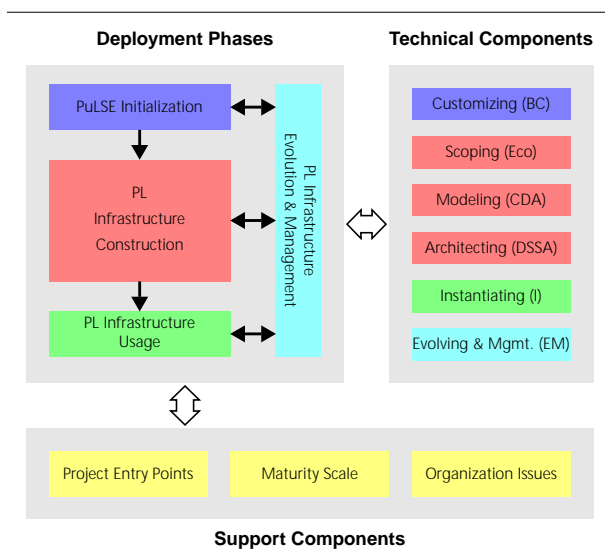 Deployment Phases
Technical Components
PuLSE Initialization
PL
Infrastructure
Construction
PL Infrastructure
Usage
PL Infrastructure
Evolution & Management
Customizing (BC)
Scoping (Eco)
Modeling (CDA)
Architecting (DSSA)
Instantiating (I)
Evolving & Mgmt. (EM)
Project Entry Points
Maturity Scale
Organization Issues
Support Components